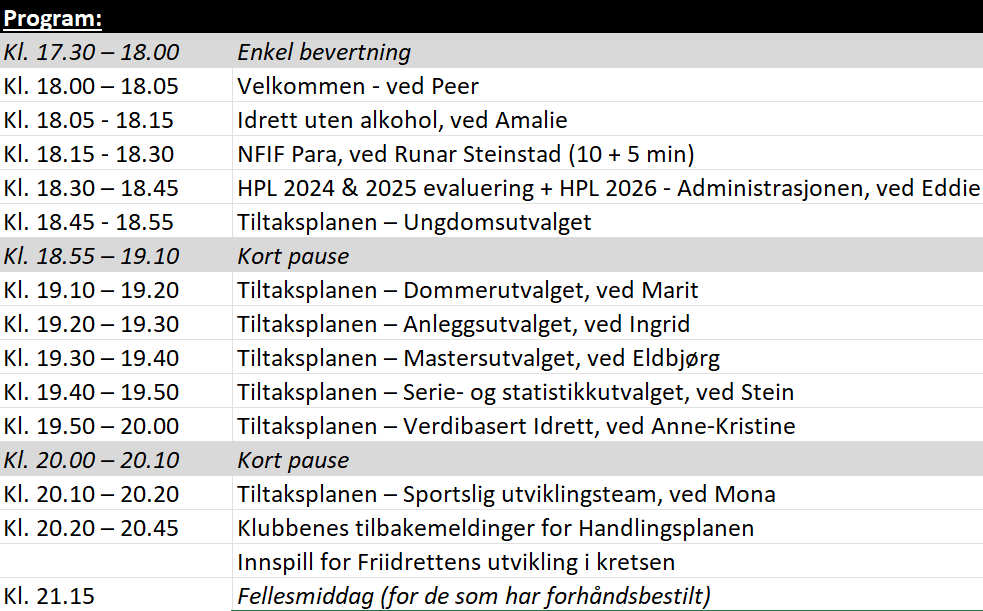 Program:
Kl. 17.30 – 18.00 Enkel bevertning
Kl. 18.00 – 18.05 Velkommen - ved Peer
Kl. 18.05 - 18.15 Idrett uten alkohol, ved Amalie
Kl. 18.15 - 18.30 NFIF Para, ved Runar Steinstad (10 + 5 min)
Kl. 18.30 – 18.45 HPL 2024 & 2025 evaluering + HPL 2026 - Administrasjonen, ved Eddie
Kl. 18.45 - 18.55 Tiltaksplanen – Ungdomsutvalget
Kl. 18.55 – 19.10 Kort pause
Kl. 19.10 – 19.20 Tiltaksplanen – Dommerutvalget, ved Marit
Kl. 19.20 – 19.30 Tiltaksplanen – Anleggsutvalget, ved Ingrid
Kl. 19.30 – 19.40 Tiltaksplanen – Mastersutvalget, ved Eldbjørg
Kl. 19.40 – 19.50 Tiltaksplanen – Serie- og statistikkutvalget, ved Stein
Kl. 19.50 – 20.00 Tiltaksplanen – Verdibasert Idrett, ved Anne-Kristine
Kl. 20.00 – 20.10 Kort pause
Kl. 20.10 – 20.20 Tiltaksplanen – Sportslig utviklingsteam, ved Mona
Kl. 20.20 – 20.45 Klubbenes tilbakemeldinger for Handlingsplanen
Innspill for Friidrettens utvikling i kretsen
Kl. 21.15 Fellesmiddag (for de som har forhåndsbestilt)